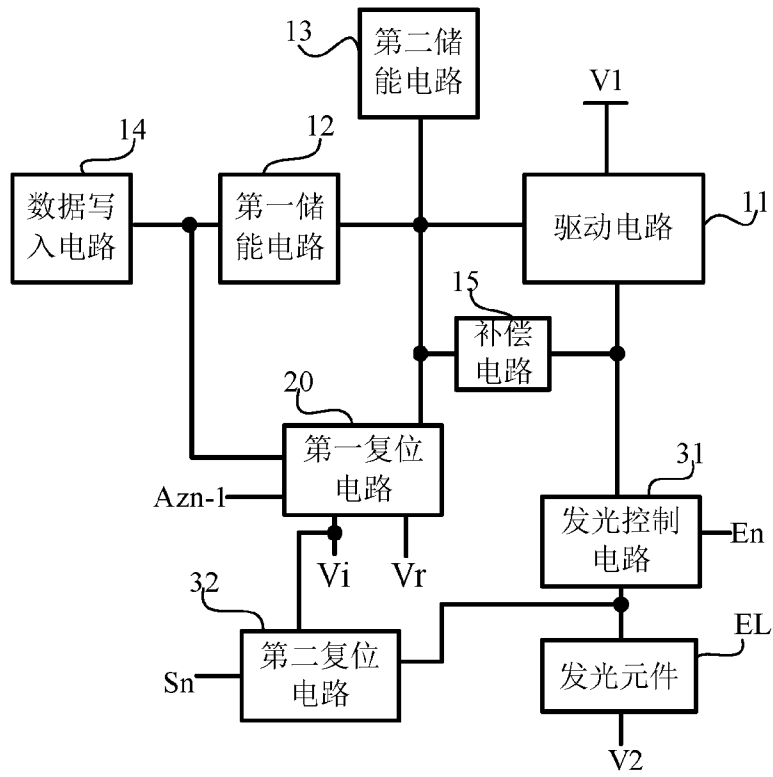 13
第二储
能电路
V1
14
12
数据写
入电路
第一储
能电路
驱动电路
11
15
补偿
电路
20
第一复位
电路
Azn-1
31
发光控制
电路
En
Vi
Vr
32
第二复位
电路
Sn
EL
发光元件
V2